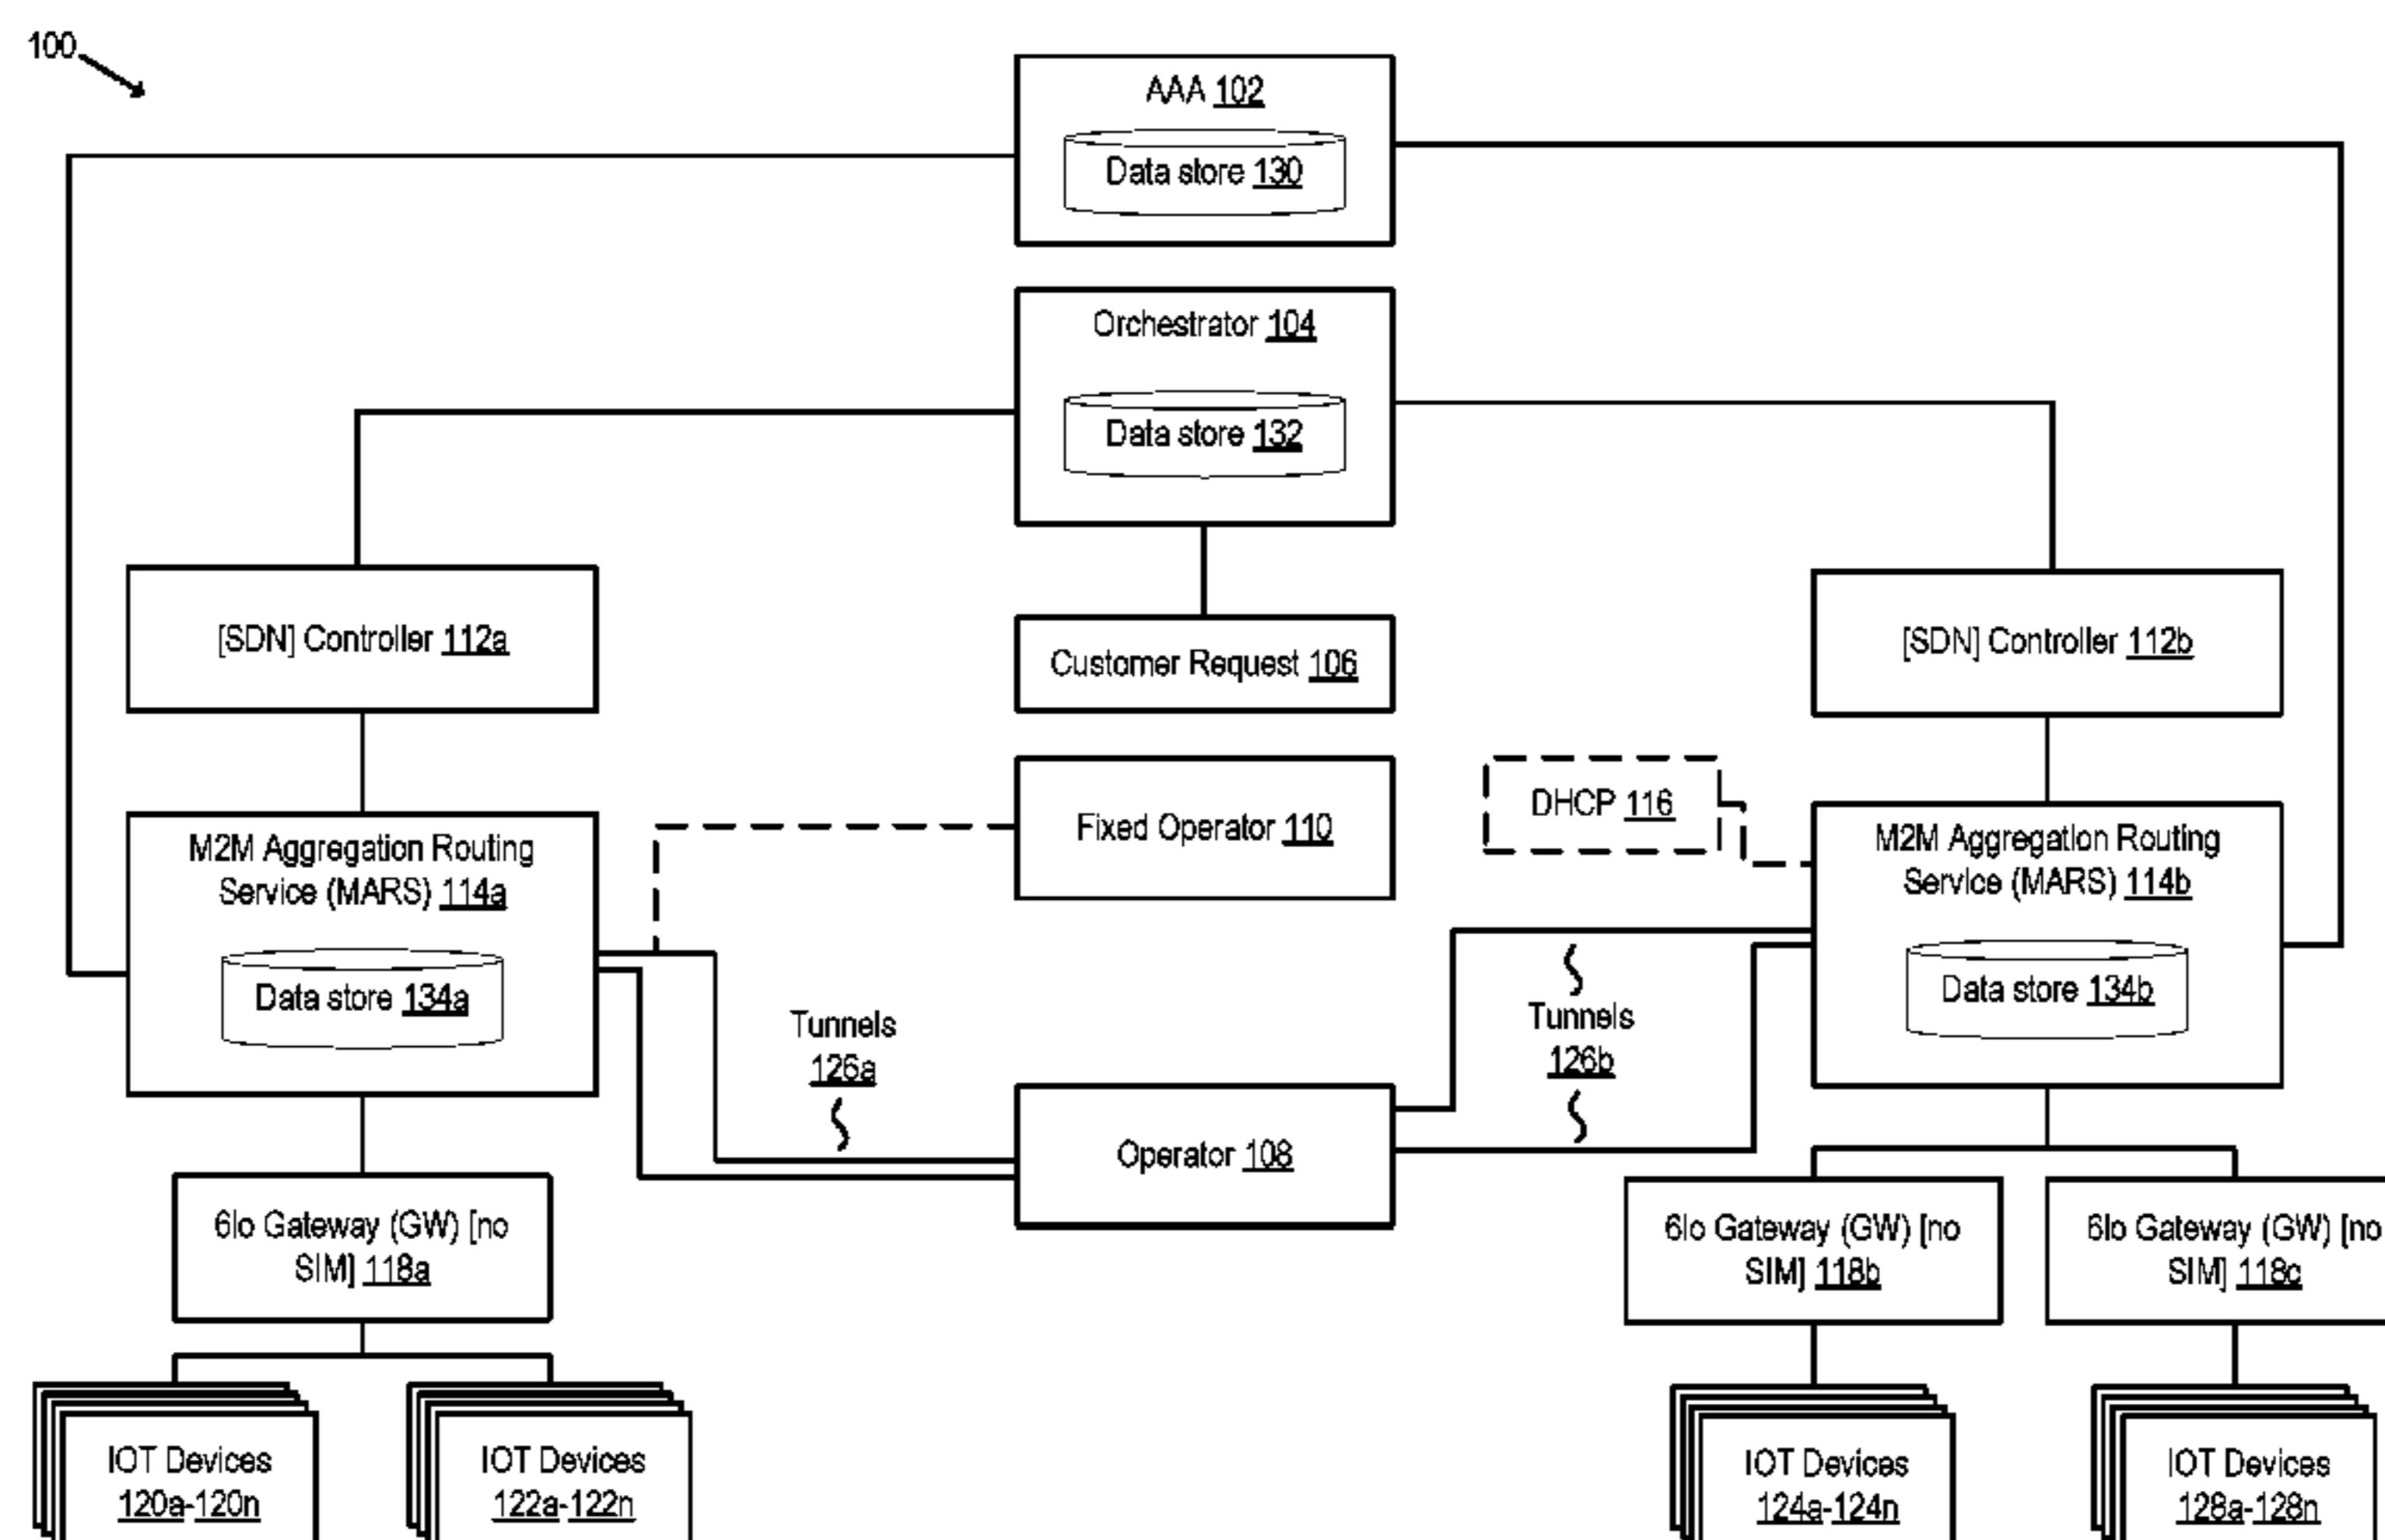 100
AAA 102
Data store 130
Orchestrator 104
Data store 132
[SDN] Controller 112a
Customer Request 106
[SDN] Controller 112b
Fixed Operator 110
DHCP 116
M2M Aggregation Routing
Service (MARS) 114a
Data store 134a
M2M Aggregation Routing
Service (MARS) 114b
Data store 134b
Tunnels
126a
Tunnels
126b
Operator 108
6lo Gateway (GW) [no
SIM] 118a
6lo Gateway (GW) [no
SIM] 118b
6lo Gateway (GW) [no
SIM] 118c
IOT Devices
120a-120n
IOT Devices
122a-122n
IOT Devices
124a-124n
IOT Devices
128a-128n